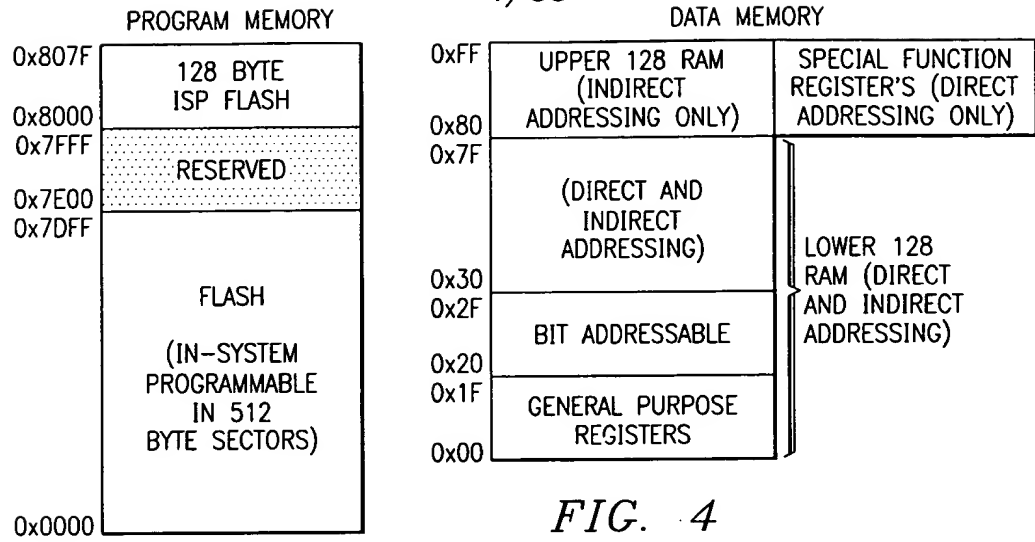 PROGRAM MEMORY
0x807F
128 BYTE
ISP FLASH
0x8000
0x7FFF
RESERVED
0x7E00
0x7DFF
FLASH
(IN-SYSTEM
PROGRAMMABLE
IN 512
BYTE SECTORS)
0x0000
DATA MEMORY
0xFF
UPPER 128 RAM
(INDIRECT
ADDRESSING ONLY)
0x80
SPECIAL FUNCTION
REGISTER'S (DIRECT
ADDRESSING ONLY)
0x7F
(DIRECT AND
INDIRECT
ADDRESSING)
0x30
0x2F
BIT ADDRESSABLE
0x20
0x1F
GENERAL PURPOSE
REGISTERS
0x00
LOWER 128
RAM (DIRECT
AND INDIRECT
ADDRESSING)
FIG. 4